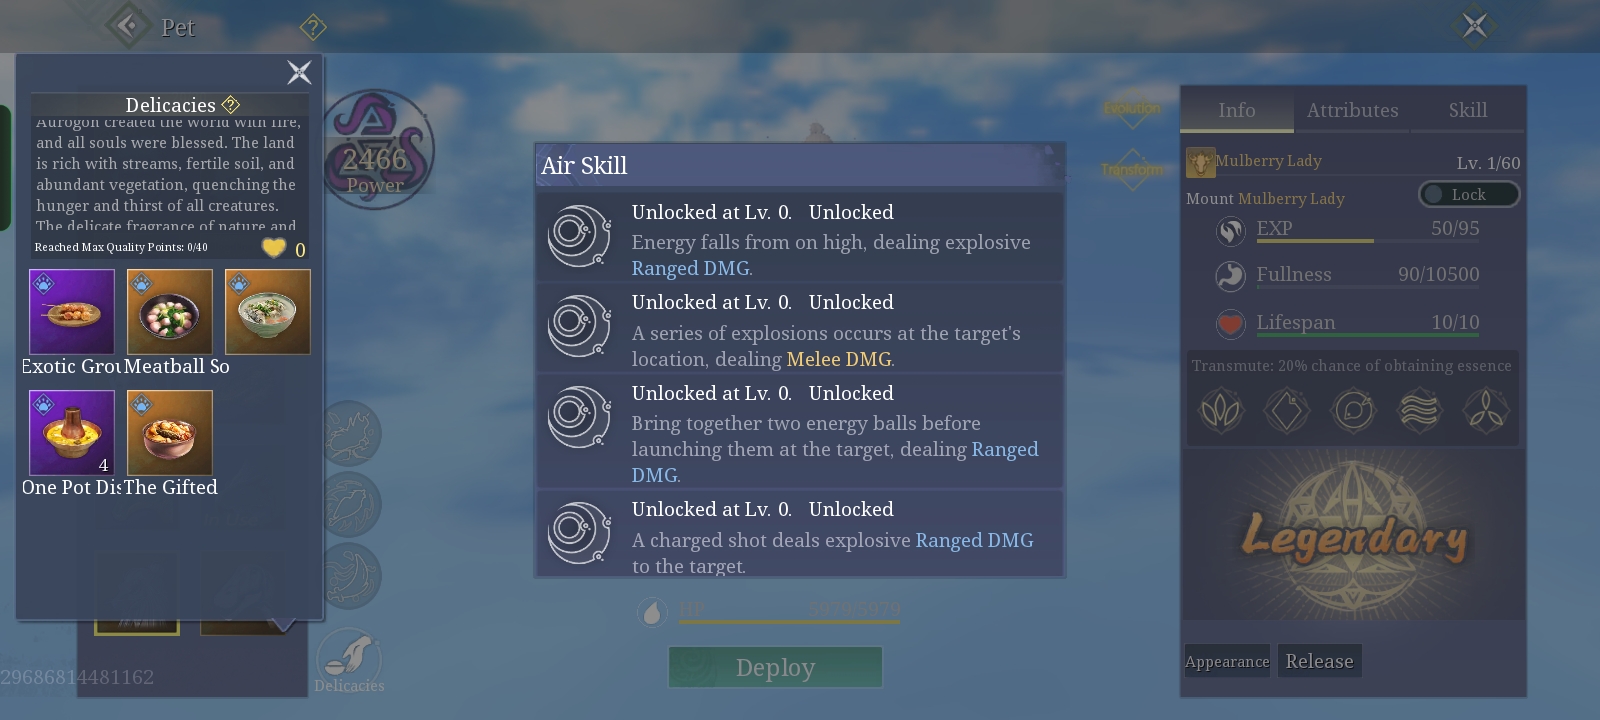 Pet
Delicacies
Aurogon created the world with fire,
and all souls were blessed. The land
is rich with streams, fertile soil, and
abundant vegetation, quenching the
hunger and thirst of all creatures.
The delicate fragrance of nature and
Reached Max Quality Points: 0/40
0
Exotic Grou
Meatball So
4
One Pot Dis
The Gifted
29686814481162
2466
Power
Delicacies
Air Skill
Unlocked at Lv. 0. Unlocked
Energy falls from on high, dealing explosive
Ranged DMG.
Unlocked at Lv. 0. Unlocked
A series of explosions occurs at the target's
location, dealing Melee DMG.
Unlocked at Lv. 0. Unlocked
Bring together two energy balls before
launching them at the target, dealing Ranged
DMG.
Unlocked at Lv. 0. Unlocked
A charged shot deals explosive Ranged DMG
to the target.
HP 5979/5979
Deploy
Evolution
Transform
Info Attributes Skill
Mulberry Lady
Lv. 1/60
Mount Mulberry Lady
Lock
EXP 50/95
Fullness 90/10500
Lifespan 10/10
Transmute: 20% chance of obtaining essence
Legendary
Appearance
Release